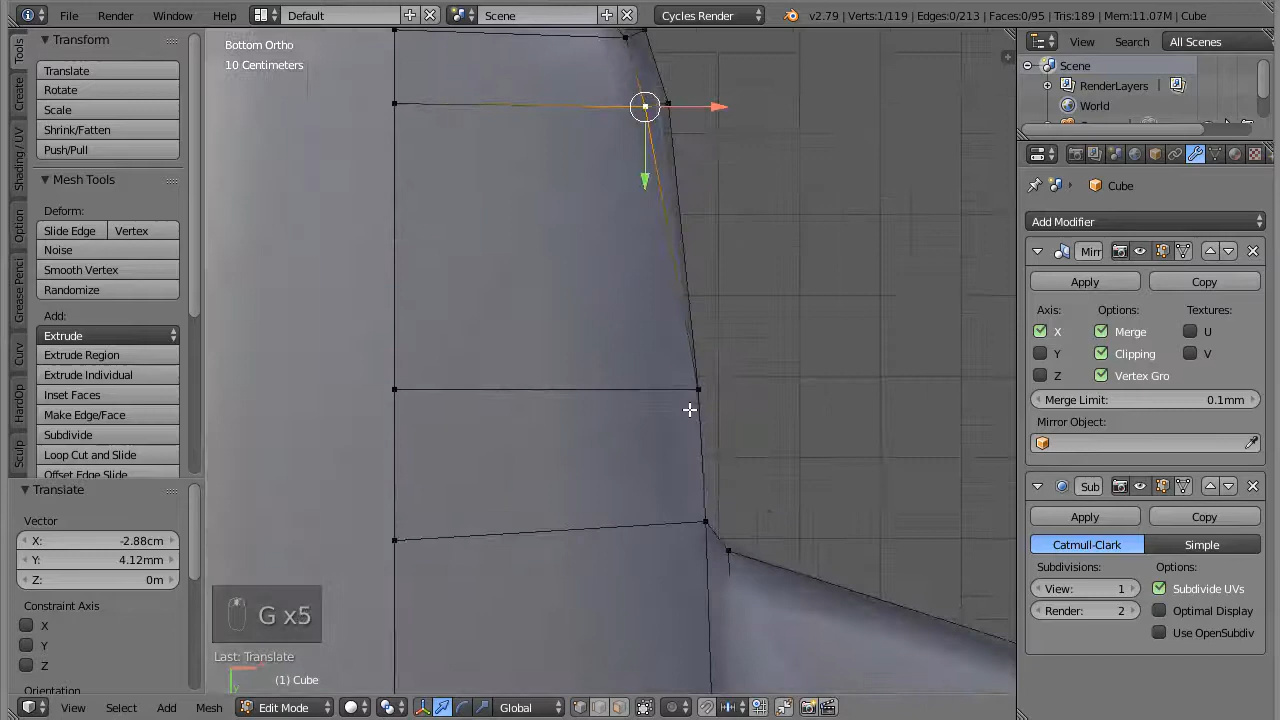 File Render Window Help Default Scene Cycles Render v2.79 | Verts:1/119 | Edges:0/213 | Faces:0/95 | Tris:189 | Mem:11.07M | Cube
Tools
Create
Shading / UV
Option
Grease Penci
Curv
HardOp
Sculp
Transform
Translate
Rotate
Scale
Shrink/Fatten
Push/Pull
Mesh Tools
Deform:
Slide Edge Vertex
Noise
Smooth Vertex
Randomize
Add:
Extrude
Extrude Region
Extrude Individual
Inset Faces
Make Edge/Face
Subdivide
Loop Cut and Slide
Offset Edge Slide
Translate
Vector
X: -2.88cm
Y: 4.12mm
Z: 0m
Constraint Axis
X
Y
Z
Orientation
Bottom Ortho
10 Centimeters
G x5
Last: Translate
y
(1) Cube
View Select Add Mesh Edit Mode Global
View Search All Scenes
Scene
RenderLayers
World
Cube
Add Modifier
Mirr
Apply Copy
Axis: Options: Textures:
X Merge U
Y Clipping V
Z Vertex Gro
Merge Limit: 0.1mm
Mirror Object:
Sub
Apply Copy
Catmull-Clark Simple
Subdivisions: Options:
View: 1 Subdivide UVs
Render: 2 Optimal Display
Use OpenSubdiv